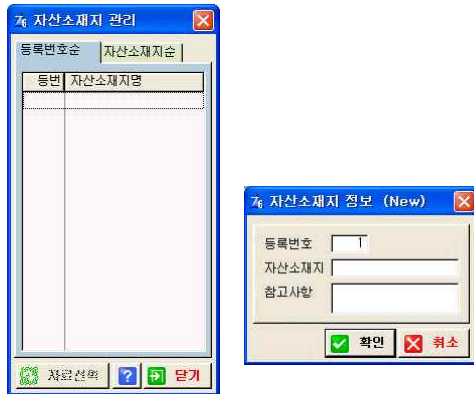 자산소재지 관리
등록번호순 자산소재지순
등번 자산소재지명
자료선택 ? 닫기
자산소재지 정보 (New)
등록번호 1
자산소재지
참고사항
확인 취소